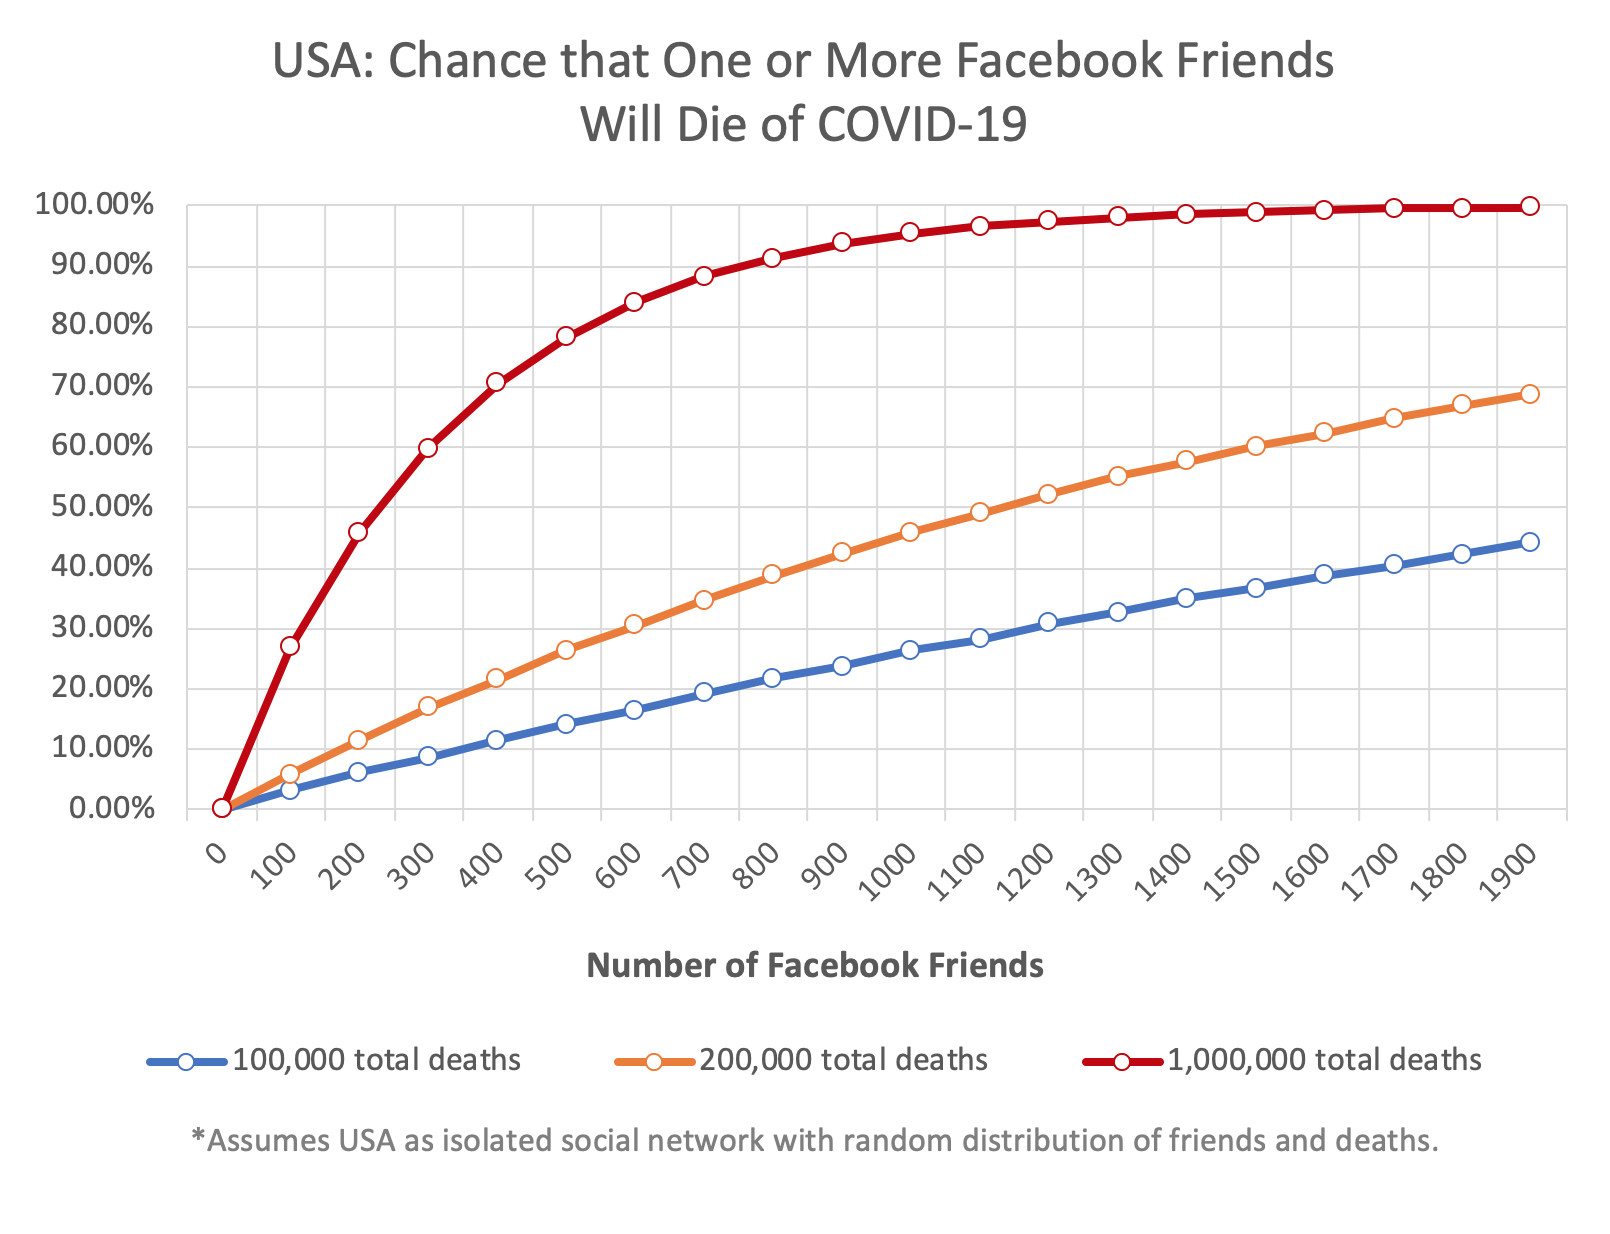 USA: Chance that One or More Facebook Friends
Will Die of COVID-19
100.00%
90.00%
80.00%
70.00%
60.00%
50.00%
40.00%
30.00%
20.00%
10.00%
0.00%
0 100 200 300 400 500 600 700 800 900 1000 1100 1200 1300 1400 1500 1600 1700 1800 1900
Number of Facebook Friends
100,000 total deaths 200,000 total deaths 1,000,000 total deaths
*Assumes USA as isolated social network with random distribution of friends and deaths.